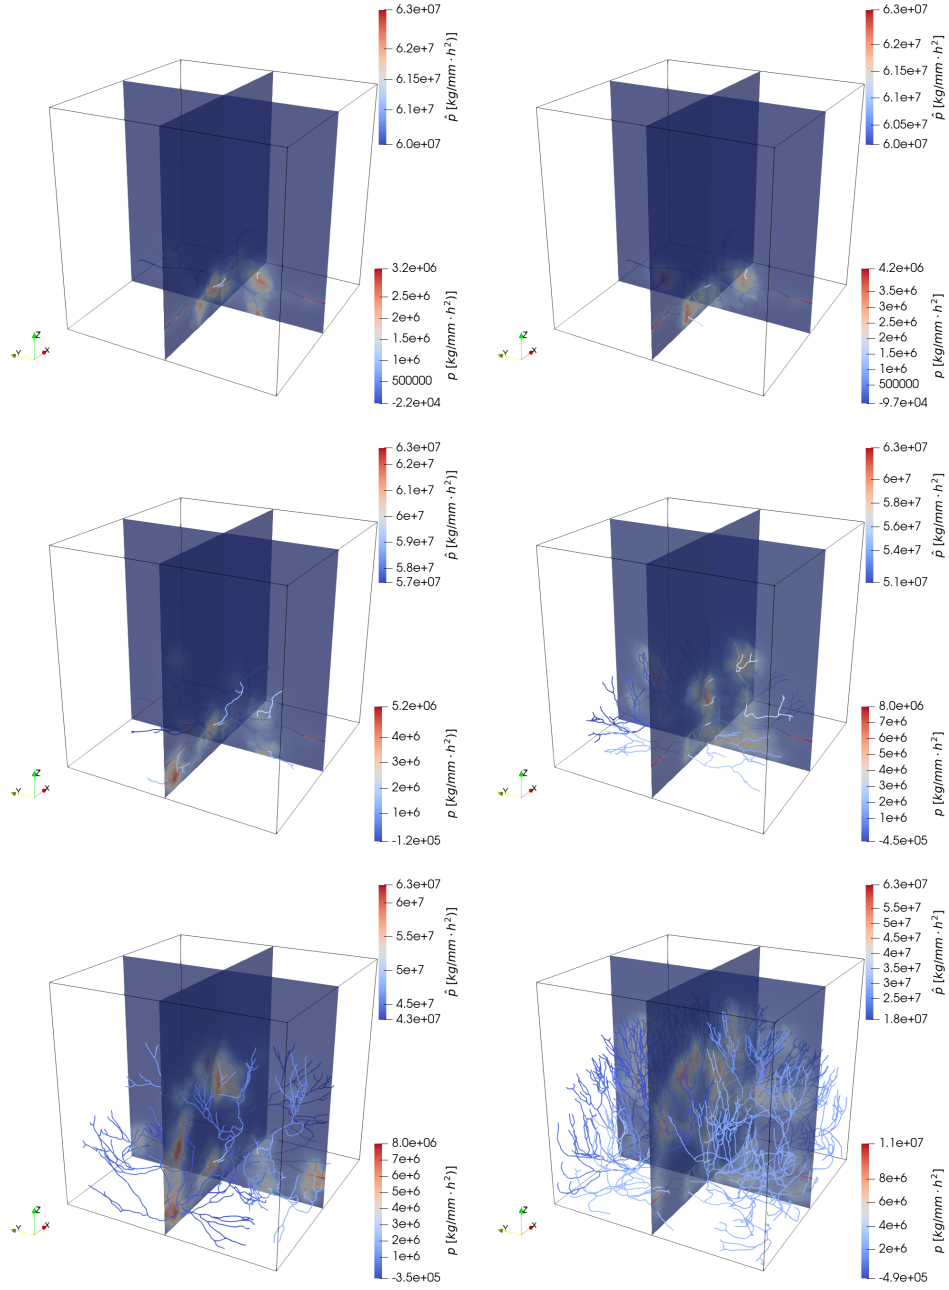 6.3e+07
6.2e+7
6.15e+7
6.1e+7
6.0e+07
p̂ [kg/mm · h²)]
3.2e+06
2.5e+6
2e+6
1.5e+6
1e+6
500000
-2.2e+04
p [kg/mm · h²)]
Z
Y
X
6.3e+07
6.2e+7
6.15e+7
6.1e+7
6.05e+7
6.0e+07
p̂ [kg/mm · h²]
4.2e+06
3.5e+6
3e+6
2.5e+6
2e+6
1.5e+6
1e+6
500000
-9.7e+04
p [kg/mm · h²]
Z
Y
X
6.3e+07
6.2e+7
6.1e+7
6e+7
5.9e+7
5.8e+7
5.7e+07
p̂ [kg/mm · h²)]
5.2e+06
4e+6
3e+6
2e+6
1e+6
-1.2e+05
p [kg/mm · h²)]
Z
Y
X
6.3e+07
6e+7
5.8e+7
5.6e+7
5.4e+7
5.1e+07
p̂ [kg/mm · h²]
8.0e+06
7e+6
6e+6
5e+6
4e+6
3e+6
2e+6
1e+6
-4.5e+05
p [kg/mm · h²]
Z
Y
X
6.3e+07
6e+7
5.5e+7
5e+7
4.5e+7
4.3e+07
p̂ [kg/mm · h²)]
8.0e+06
7e+6
6e+6
5e+6
4e+6
3e+6
2e+6
1e+6
-3.5e+05
p [kg/mm · h²)]
Z
Y
X
6.3e+07
5.5e+7
5e+7
4.5e+7
4e+7
3.5e+7
3e+7
2.5e+7
1.8e+07
p̂ [kg/mm · h²]
1.1e+07
8e+6
6e+6
4e+6
2e+6
-4.9e+05
p [kg/mm · h²]
Z
Y
X